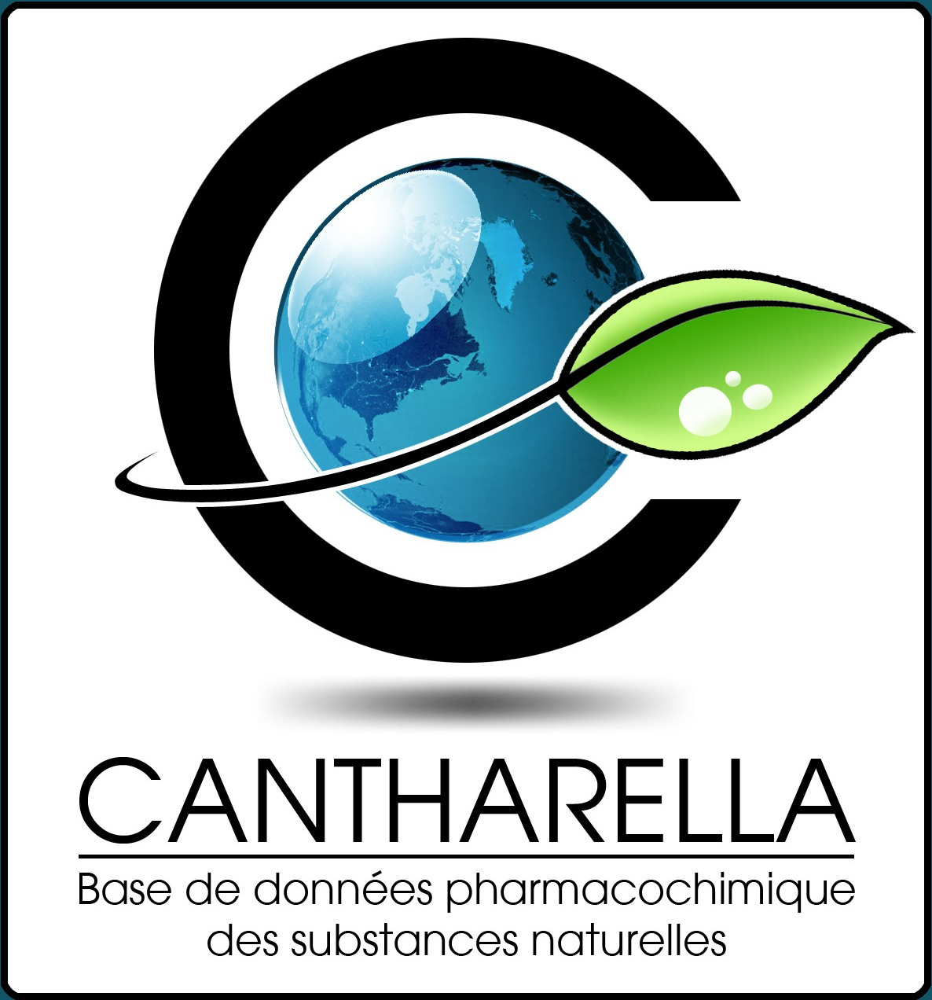 CANTHARELLA
Base de données pharmacochimique
des substances naturelles